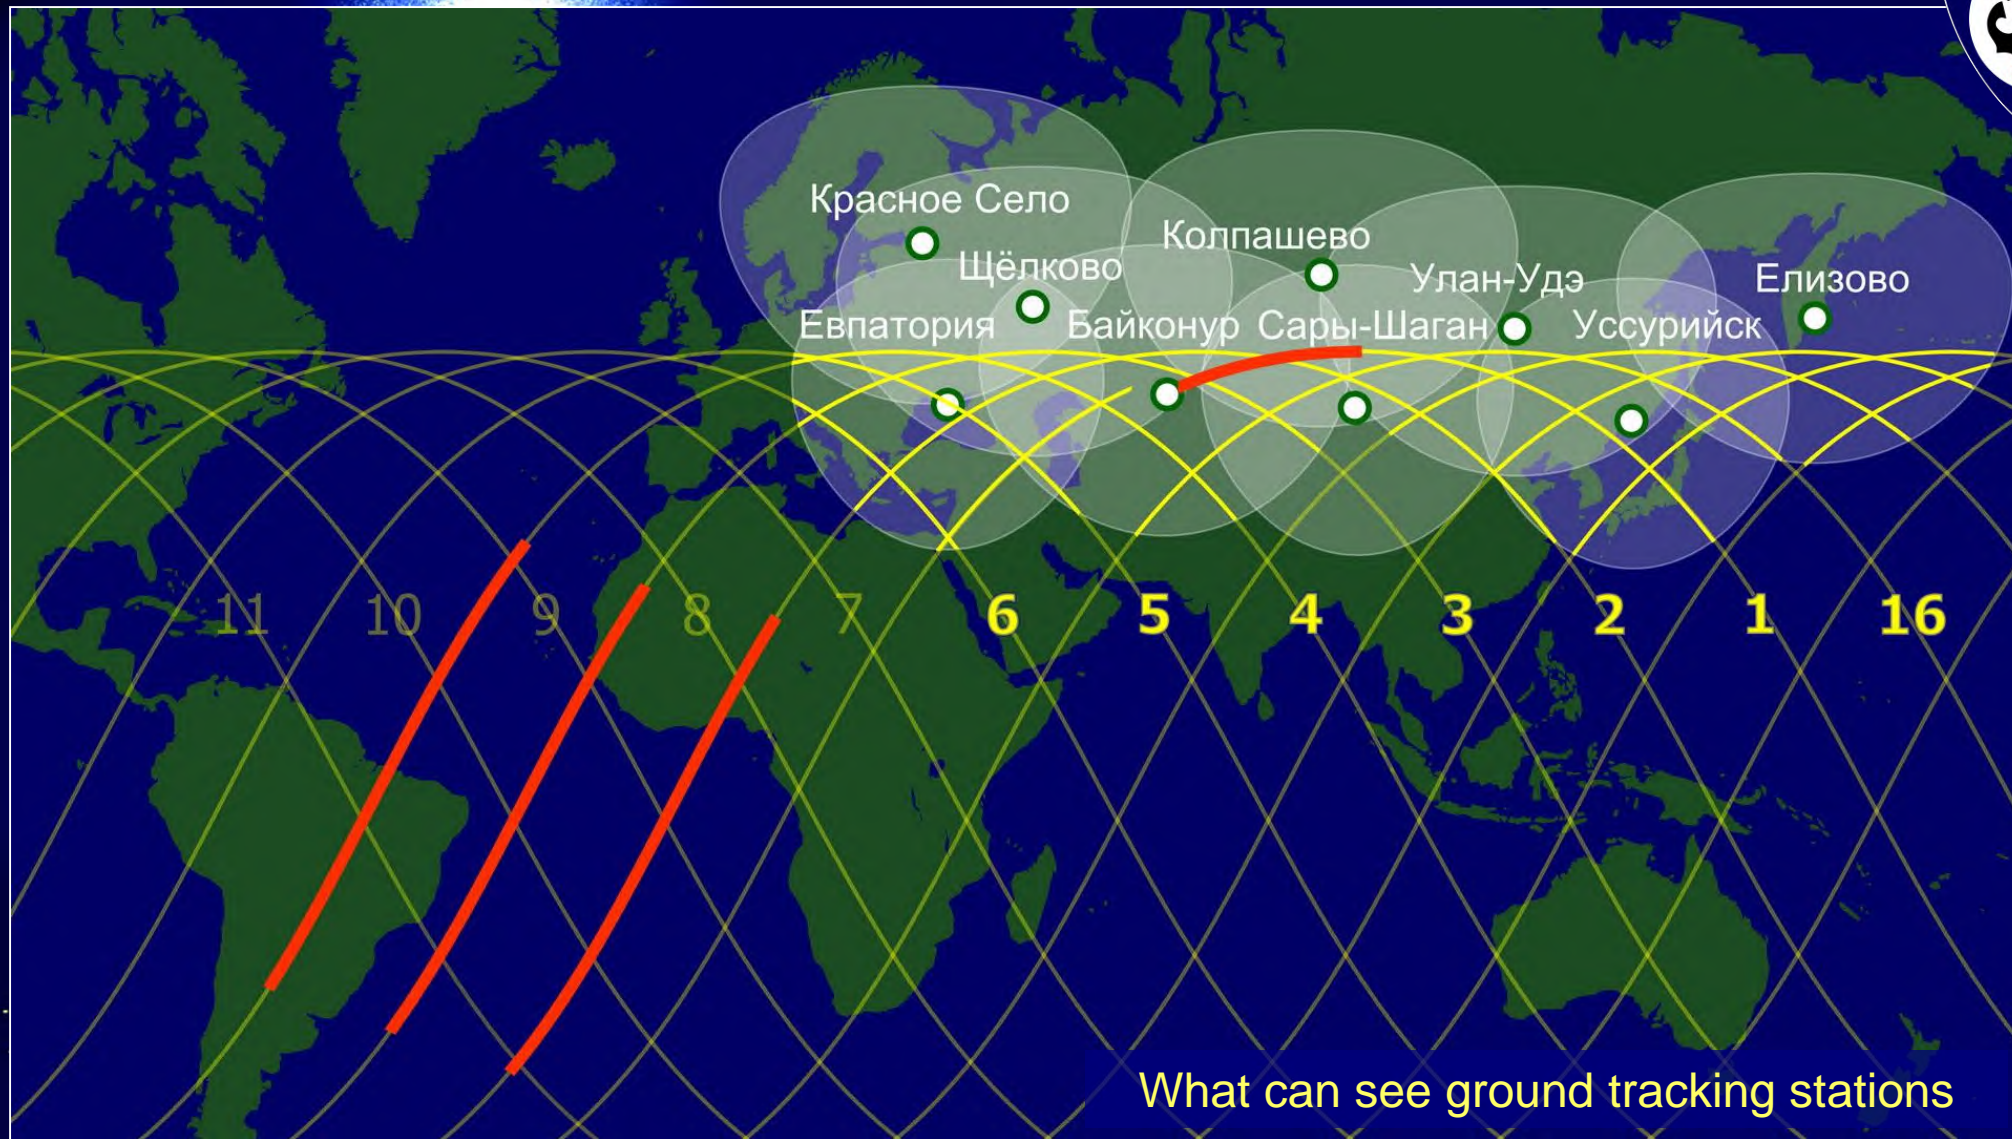 Красное Село
Колпашево
Щёлково
Улан-Удэ
Елизово
Евпатория
Байконур
Сары-Шаган
Уссурийск
11
10
9
8
7
6
5
4
3
2
1
16
What can see ground tracking stations